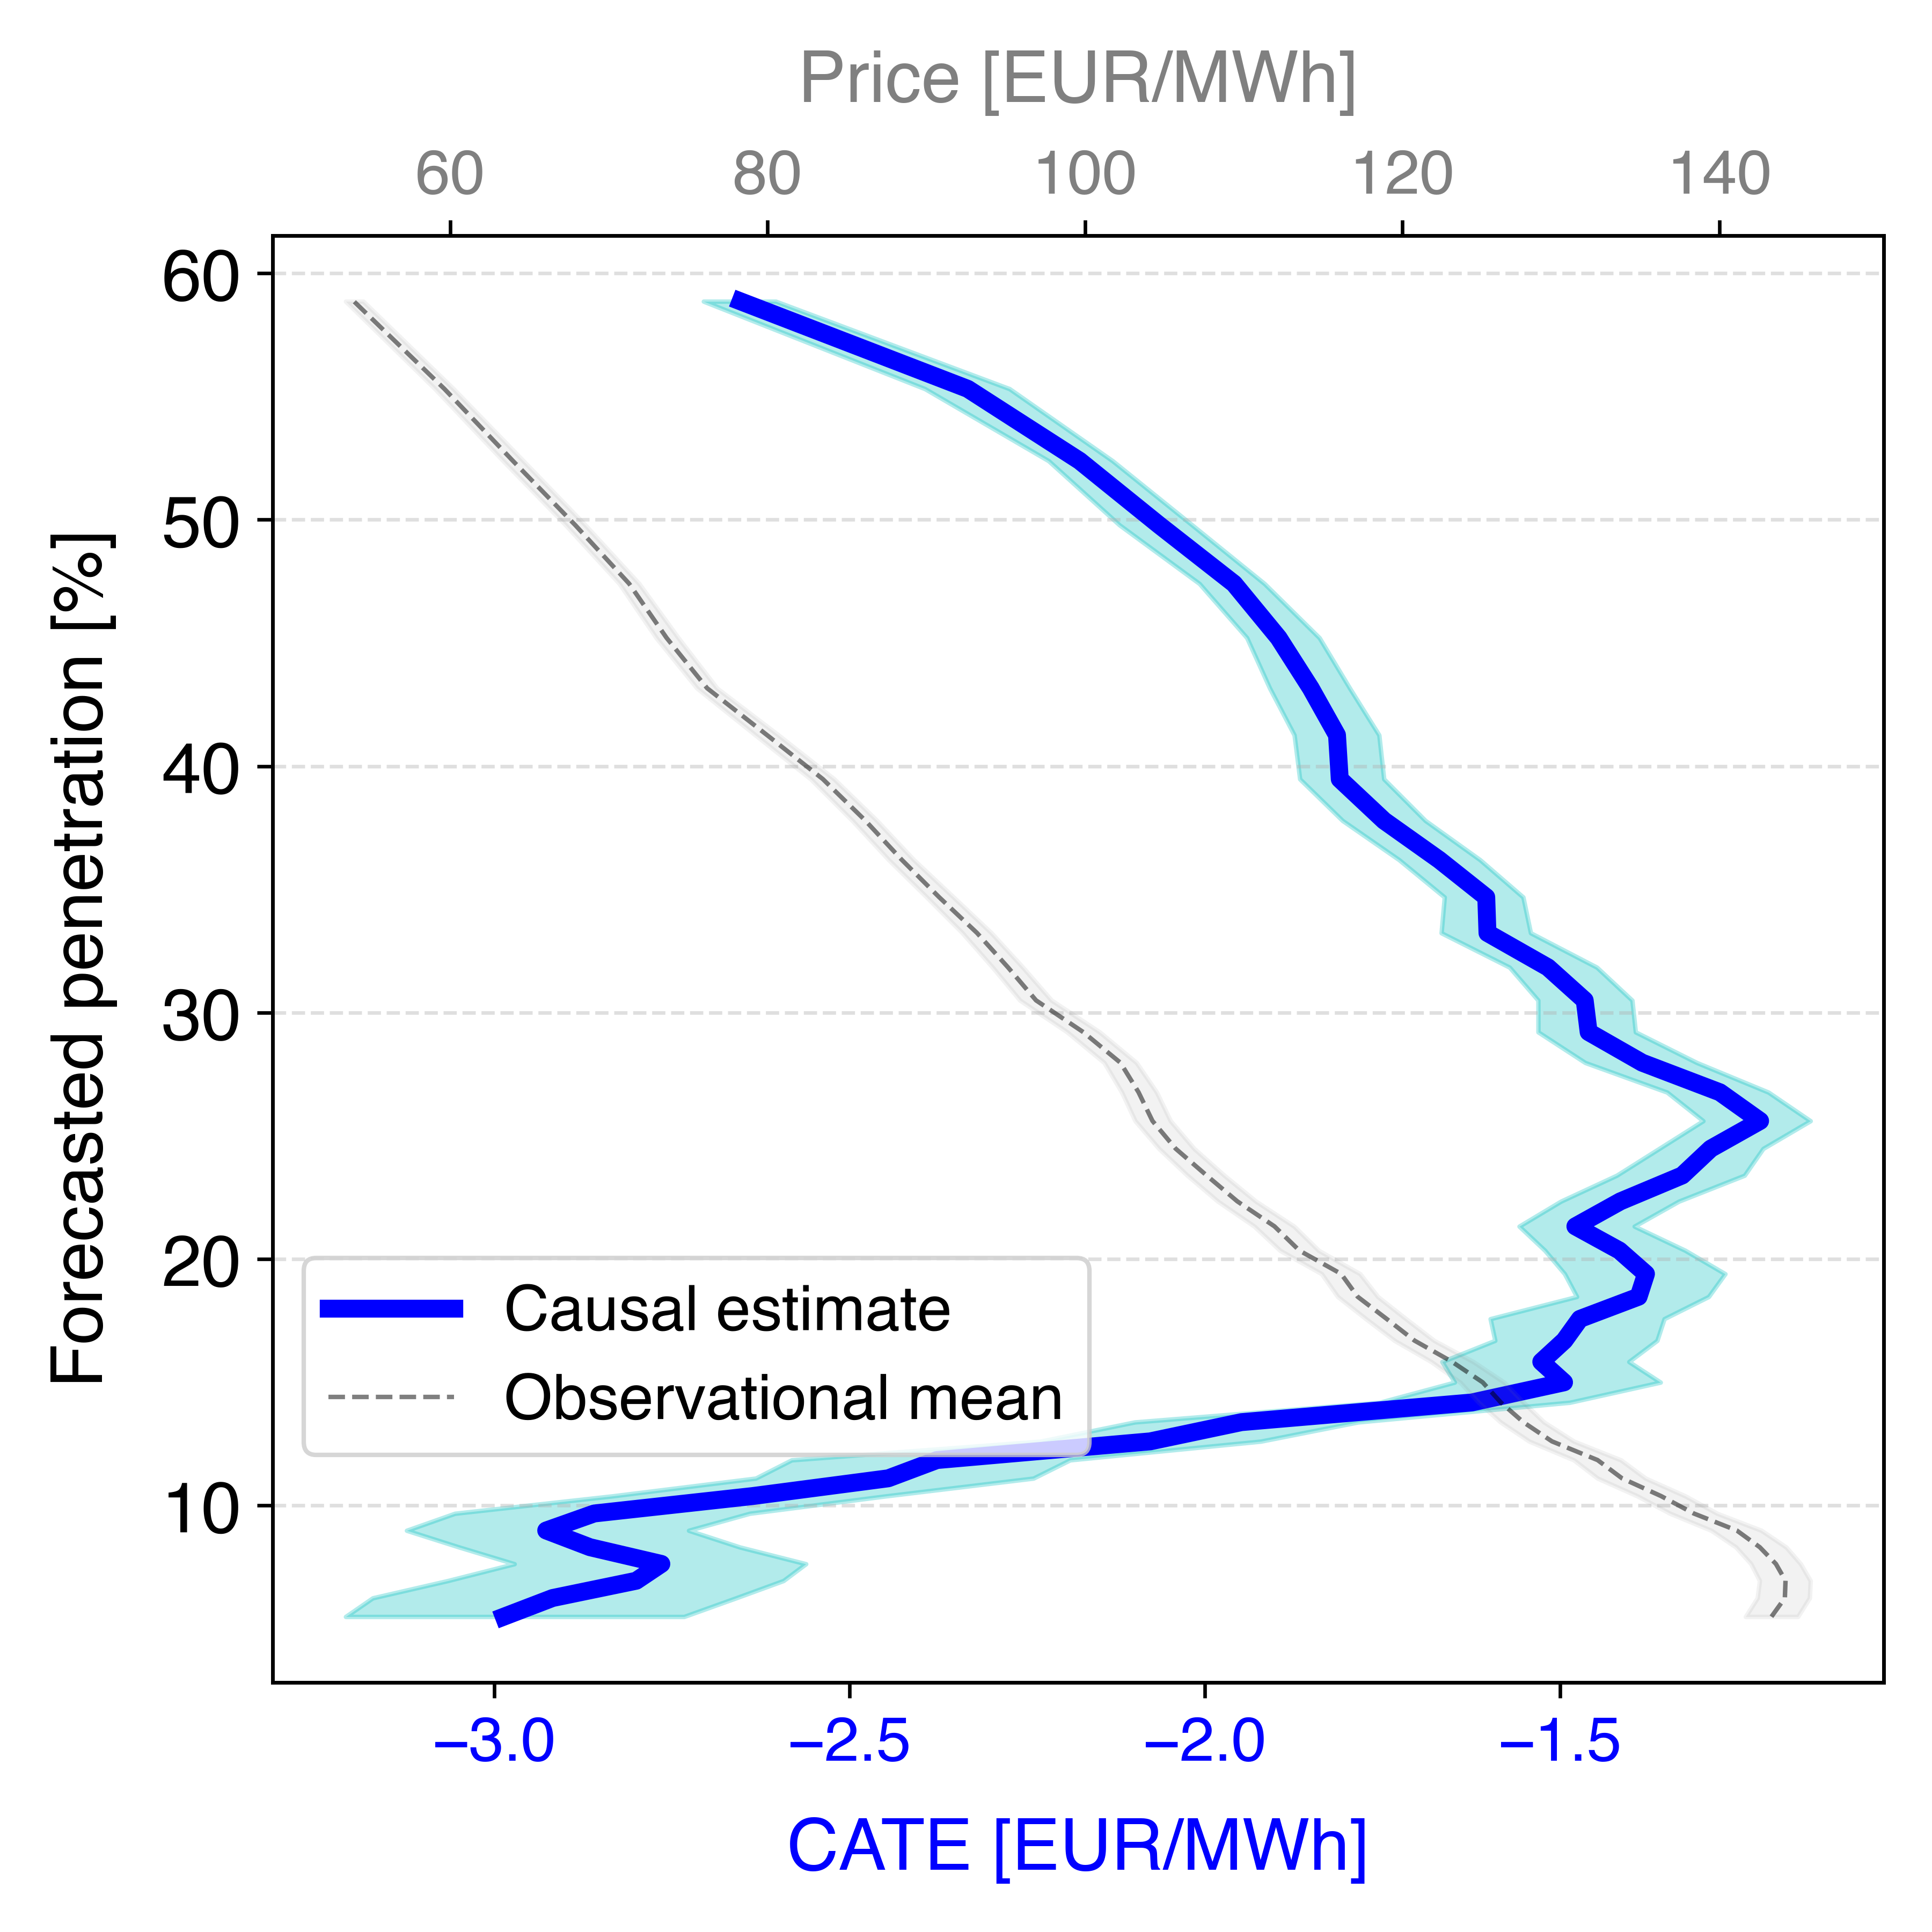 Price [EUR/MWh]
60 80 100 120 140
60
50
40
30
20
10
Forecasted penetration [%]
Causal estimate
Observational mean
−3.0 −2.5 −2.0 −1.5
CATE [EUR/MWh]